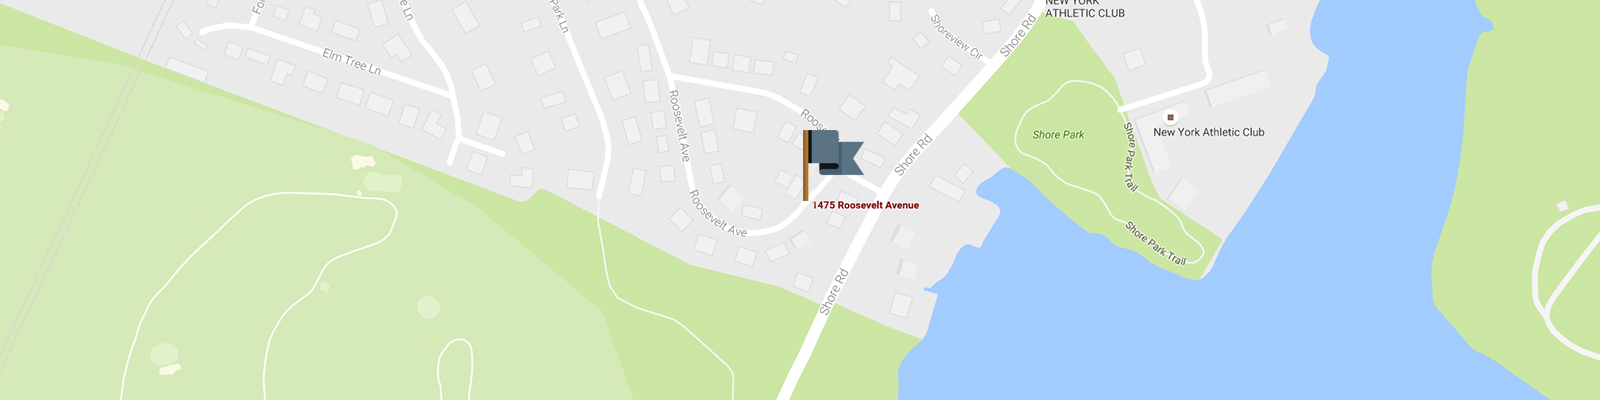 NEW YORK
ATHLETIC CLUB
Park Ln
Shoreview Cir
Shore Rd
Elm Tree Ln
Roosevelt Ave
Shore Park
New York Athletic Club
Shore Park Trail
Shore Rd
Roosevelt Ave
1475 Roosevelt Avenue
Shore Park Trail
Shore Rd